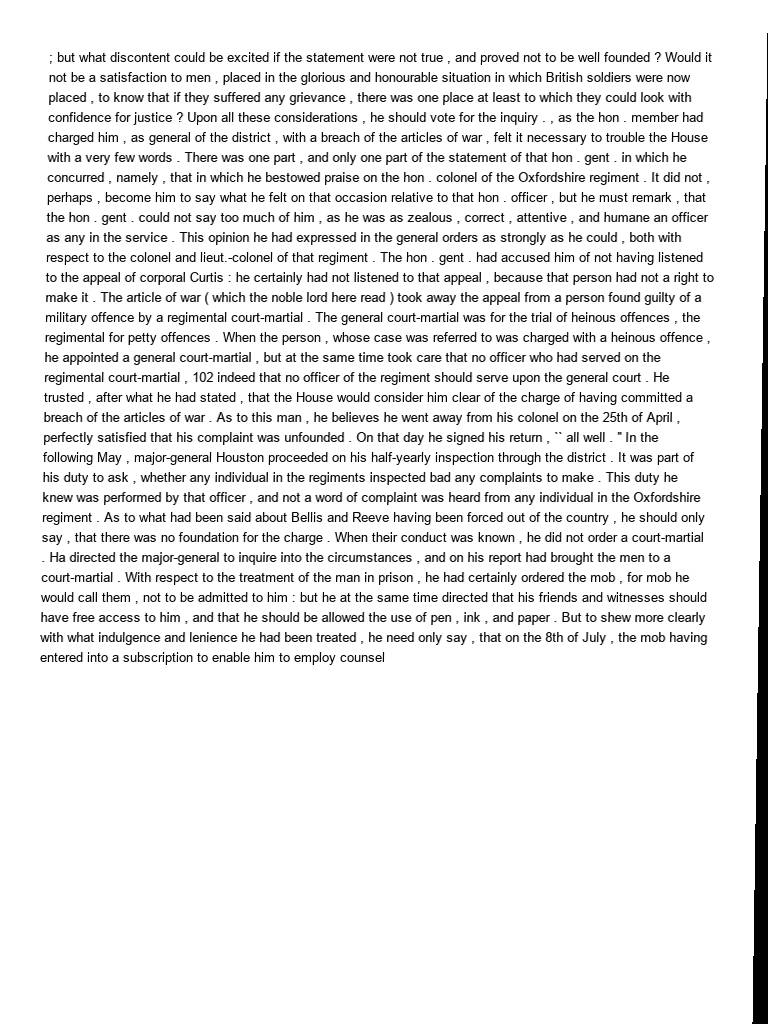 ; but what discontent could be excited if the statement were not true , and proved not to be well founded ? Would it
not be a satisfaction to men , placed in the glorious and honourable situation in which British soldiers were now
placed , to know that if they suffered any grievance , there was one place at least to which they could look with
confidence for justice ? Upon all these considerations , he should vote for the inquiry . , as the hon . member had
charged him , as general of the district , with a breach of the articles of war , felt it necessary to trouble the House
with a very few words . There was one part , and only one part of the statement of that hon . gent . in which he
concurred , namely , that in which he bestowed praise on the hon . colonel of the Oxfordshire regiment . It did not ,
perhaps , become him to say what he felt on that occasion relative to that hon . officer , but he must remark , that
the hon . gent . could not say too much of him , as he was as zealous , correct , attentive , and humane an officer
as any in the service . This opinion he had expressed in the general orders as strongly as he could , both with
respect to the colonel and lieut.-colonel of that regiment . The hon . gent . had accused him of not having listened
to the appeal of corporal Curtis : he certainly had not listened to that appeal , because that person had not a right to
make it . The article of war ( which the noble lord here read ) took away the appeal from a person found guilty of a
military offence by a regimental court-martial . The general court-martial was for the trial of heinous offences , the
regimental for petty offences . When the person , whose case was referred to was charged with a heinous offence ,
he appointed a general court-martial , but at the same time took care that no officer who had served on the
regimental court-martial , 102 indeed that no officer of the regiment should serve upon the general court . He
trusted , after what he had stated , that the House would consider him clear of the charge of having committed a
breach of the articles of war . As to this man , he believes he went away from his colonel on the 25th of April ,
perfectly satisfied that his complaint was unfounded . On that day he signed his return , `` all well . " In the
following May , major-general Houston proceeded on his half-yearly inspection through the district . It was part of
his duty to ask , whether any individual in the regiments inspected bad any complaints to make . This duty he
knew was performed by that officer , and not a word of complaint was heard from any individual in the Oxfordshire
regiment . As to what had been said about Bellis and Reeve having been forced out of the country , he should only
say , that there was no foundation for the charge . When their conduct was known , he did not order a court-martial
. Ha directed the major-general to inquire into the circumstances , and on his report had brought the men to a
court-martial . With respect to the treatment of the man in prison , he had certainly ordered the mob , for mob he
would call them , not to be admitted to him : but he at the same time directed that his friends and witnesses should
have free access to him , and that he should be allowed the use of pen , ink , and paper . But to shew more clearly
with what indulgence and lenience he had been treated , he need only say , that on the 8th of July , the mob having
entered into a subscription to enable him to employ counsel